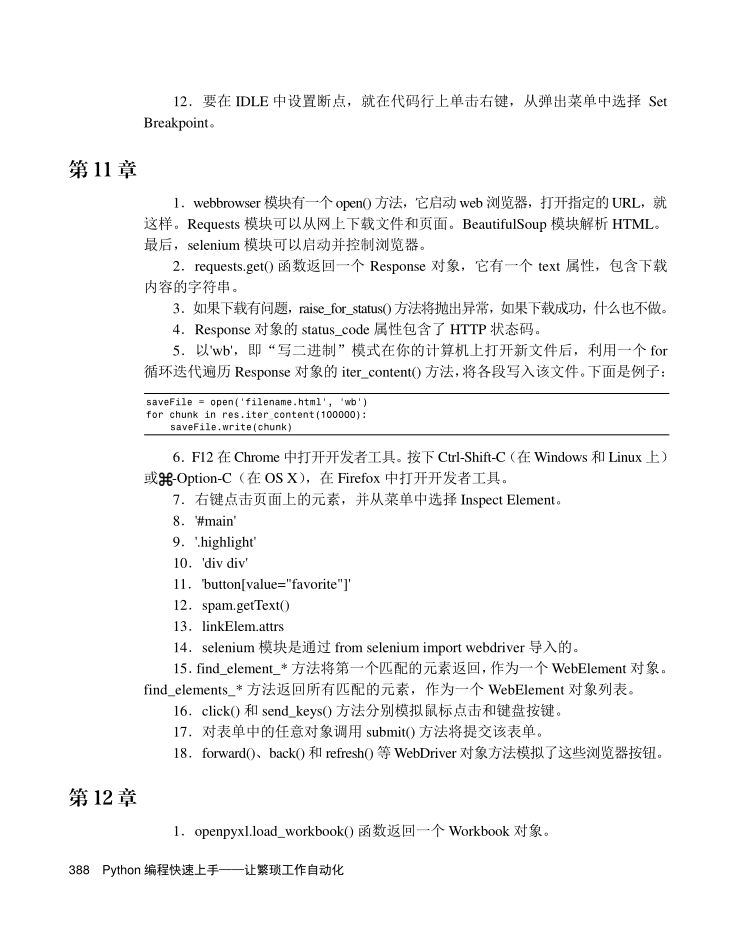 12．要在 IDLE 中设置断点，就在代码行上单击右键，从弹出菜单中选择 Set
Breakpoint。
第 11 章
1．webbrowser 模块有一个 open() 方法，它启动 web 浏览器，打开指定的 URL，就
这样。Requests 模块可以从网上下载文件和页面。BeautifulSoup 模块解析 HTML。
最后，selenium 模块可以启动并控制浏览器。
2．requests.get() 函数返回一个 Response 对象，它有一个 text 属性，包含下载
内容的字符串。
3．如果下载有问题，raise_for_status() 方法将抛出异常，如果下载成功，什么也不做。
4．Response 对象的 status_code 属性包含了 HTTP 状态码。
5．以'wb'，即“写二进制”模式在你的计算机上打开新文件后，利用一个 for
循环迭代遍历 Response 对象的 iter_content() 方法，将各段写入该文件。下面是例子：
saveFile = open('filename.html', 'wb')
for chunk in res.iter_content(100000):
    saveFile.write(chunk)
6．F12 在 Chrome 中打开开发者工具。按下 Ctrl-Shift-C（在 Windows 和 Linux 上）
或⌘-Option-C（在 OS X），在 Firefox 中打开开发者工具。
7．右键点击页面上的元素，并从菜单中选择 Inspect Element。
8．'#main'
9．'.highlight'
10．'div div'
11．'button[value="favorite"]'
12．spam.getText()
13．linkElem.attrs
14．selenium 模块是通过 from selenium import webdriver 导入的。
15．find_element_* 方法将第一个匹配的元素返回，作为一个 WebElement 对象。
find_elements_* 方法返回所有匹配的元素，作为一个 WebElement 对象列表。
16．click() 和 send_keys() 方法分别模拟鼠标点击和键盘按键。
17．对表单中的任意对象调用 submit() 方法将提交该表单。
18．forward()、back() 和 refresh() 等 WebDriver 对象方法模拟了这些浏览器按钮。
第 12 章
1．openpyxl.load_workbook() 函数返回一个 Workbook 对象。
388 Python 编程快速上手——让繁琐工作自动化